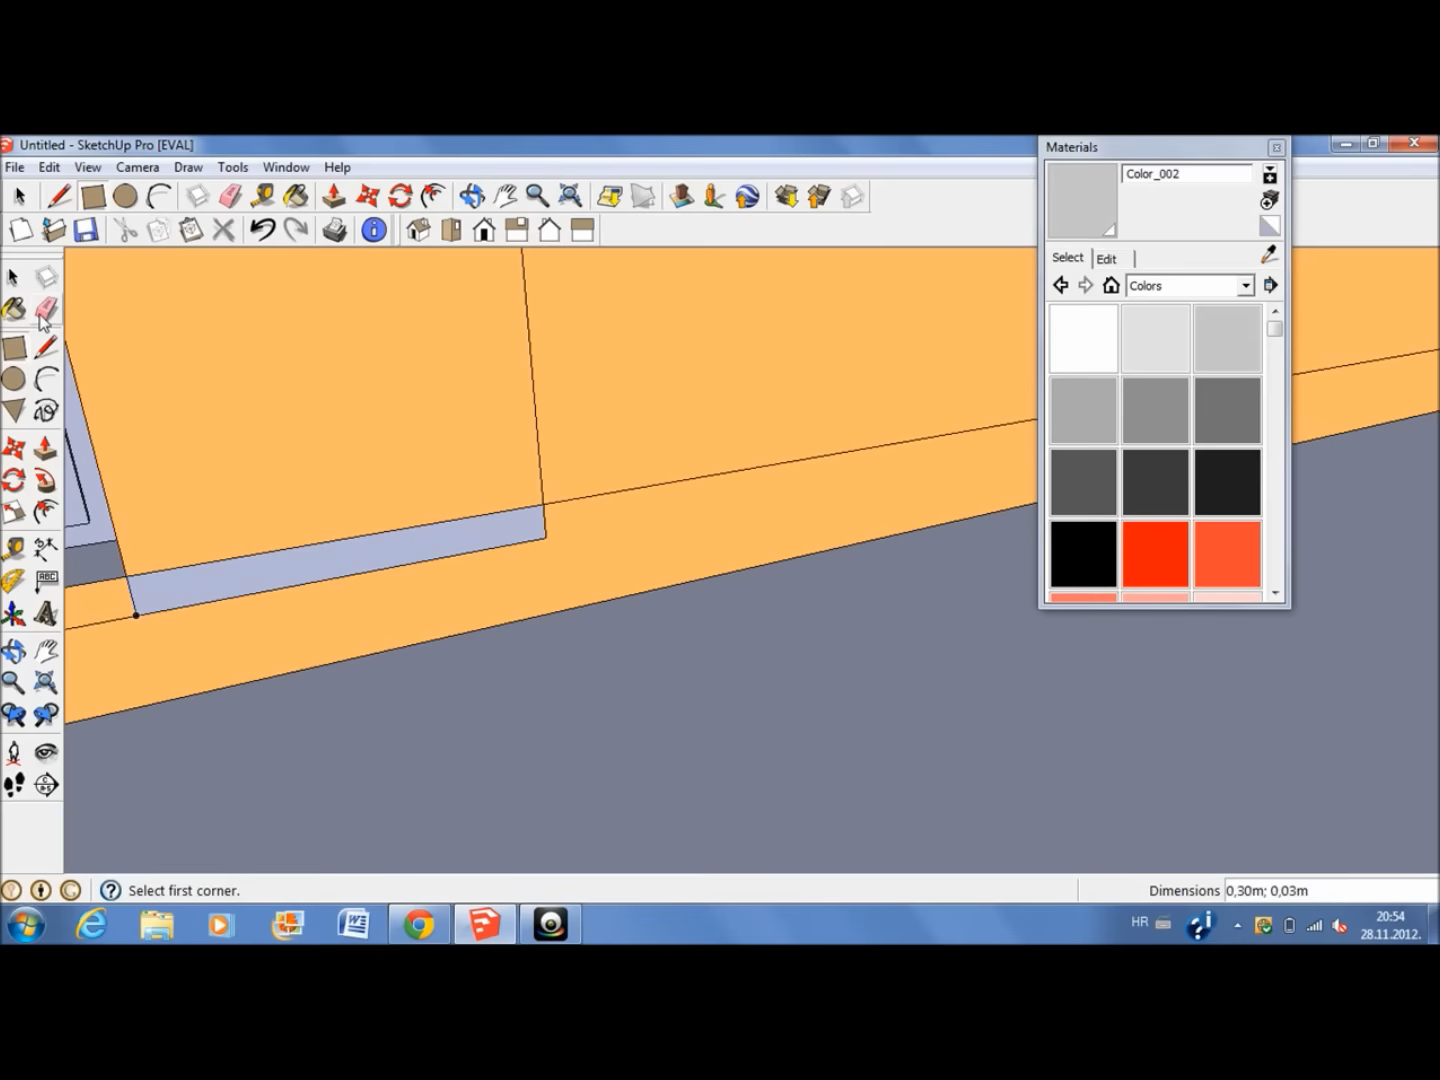 Untitled - SketchUp Pro [EVAL]
File Edit View Camera Draw Tools Window Help
Materials
Color_002
Select Edit
Colors
ABC
Select first corner.
Dimensions 0,30m; 0,03m
HR
20:54
28.11.2012.